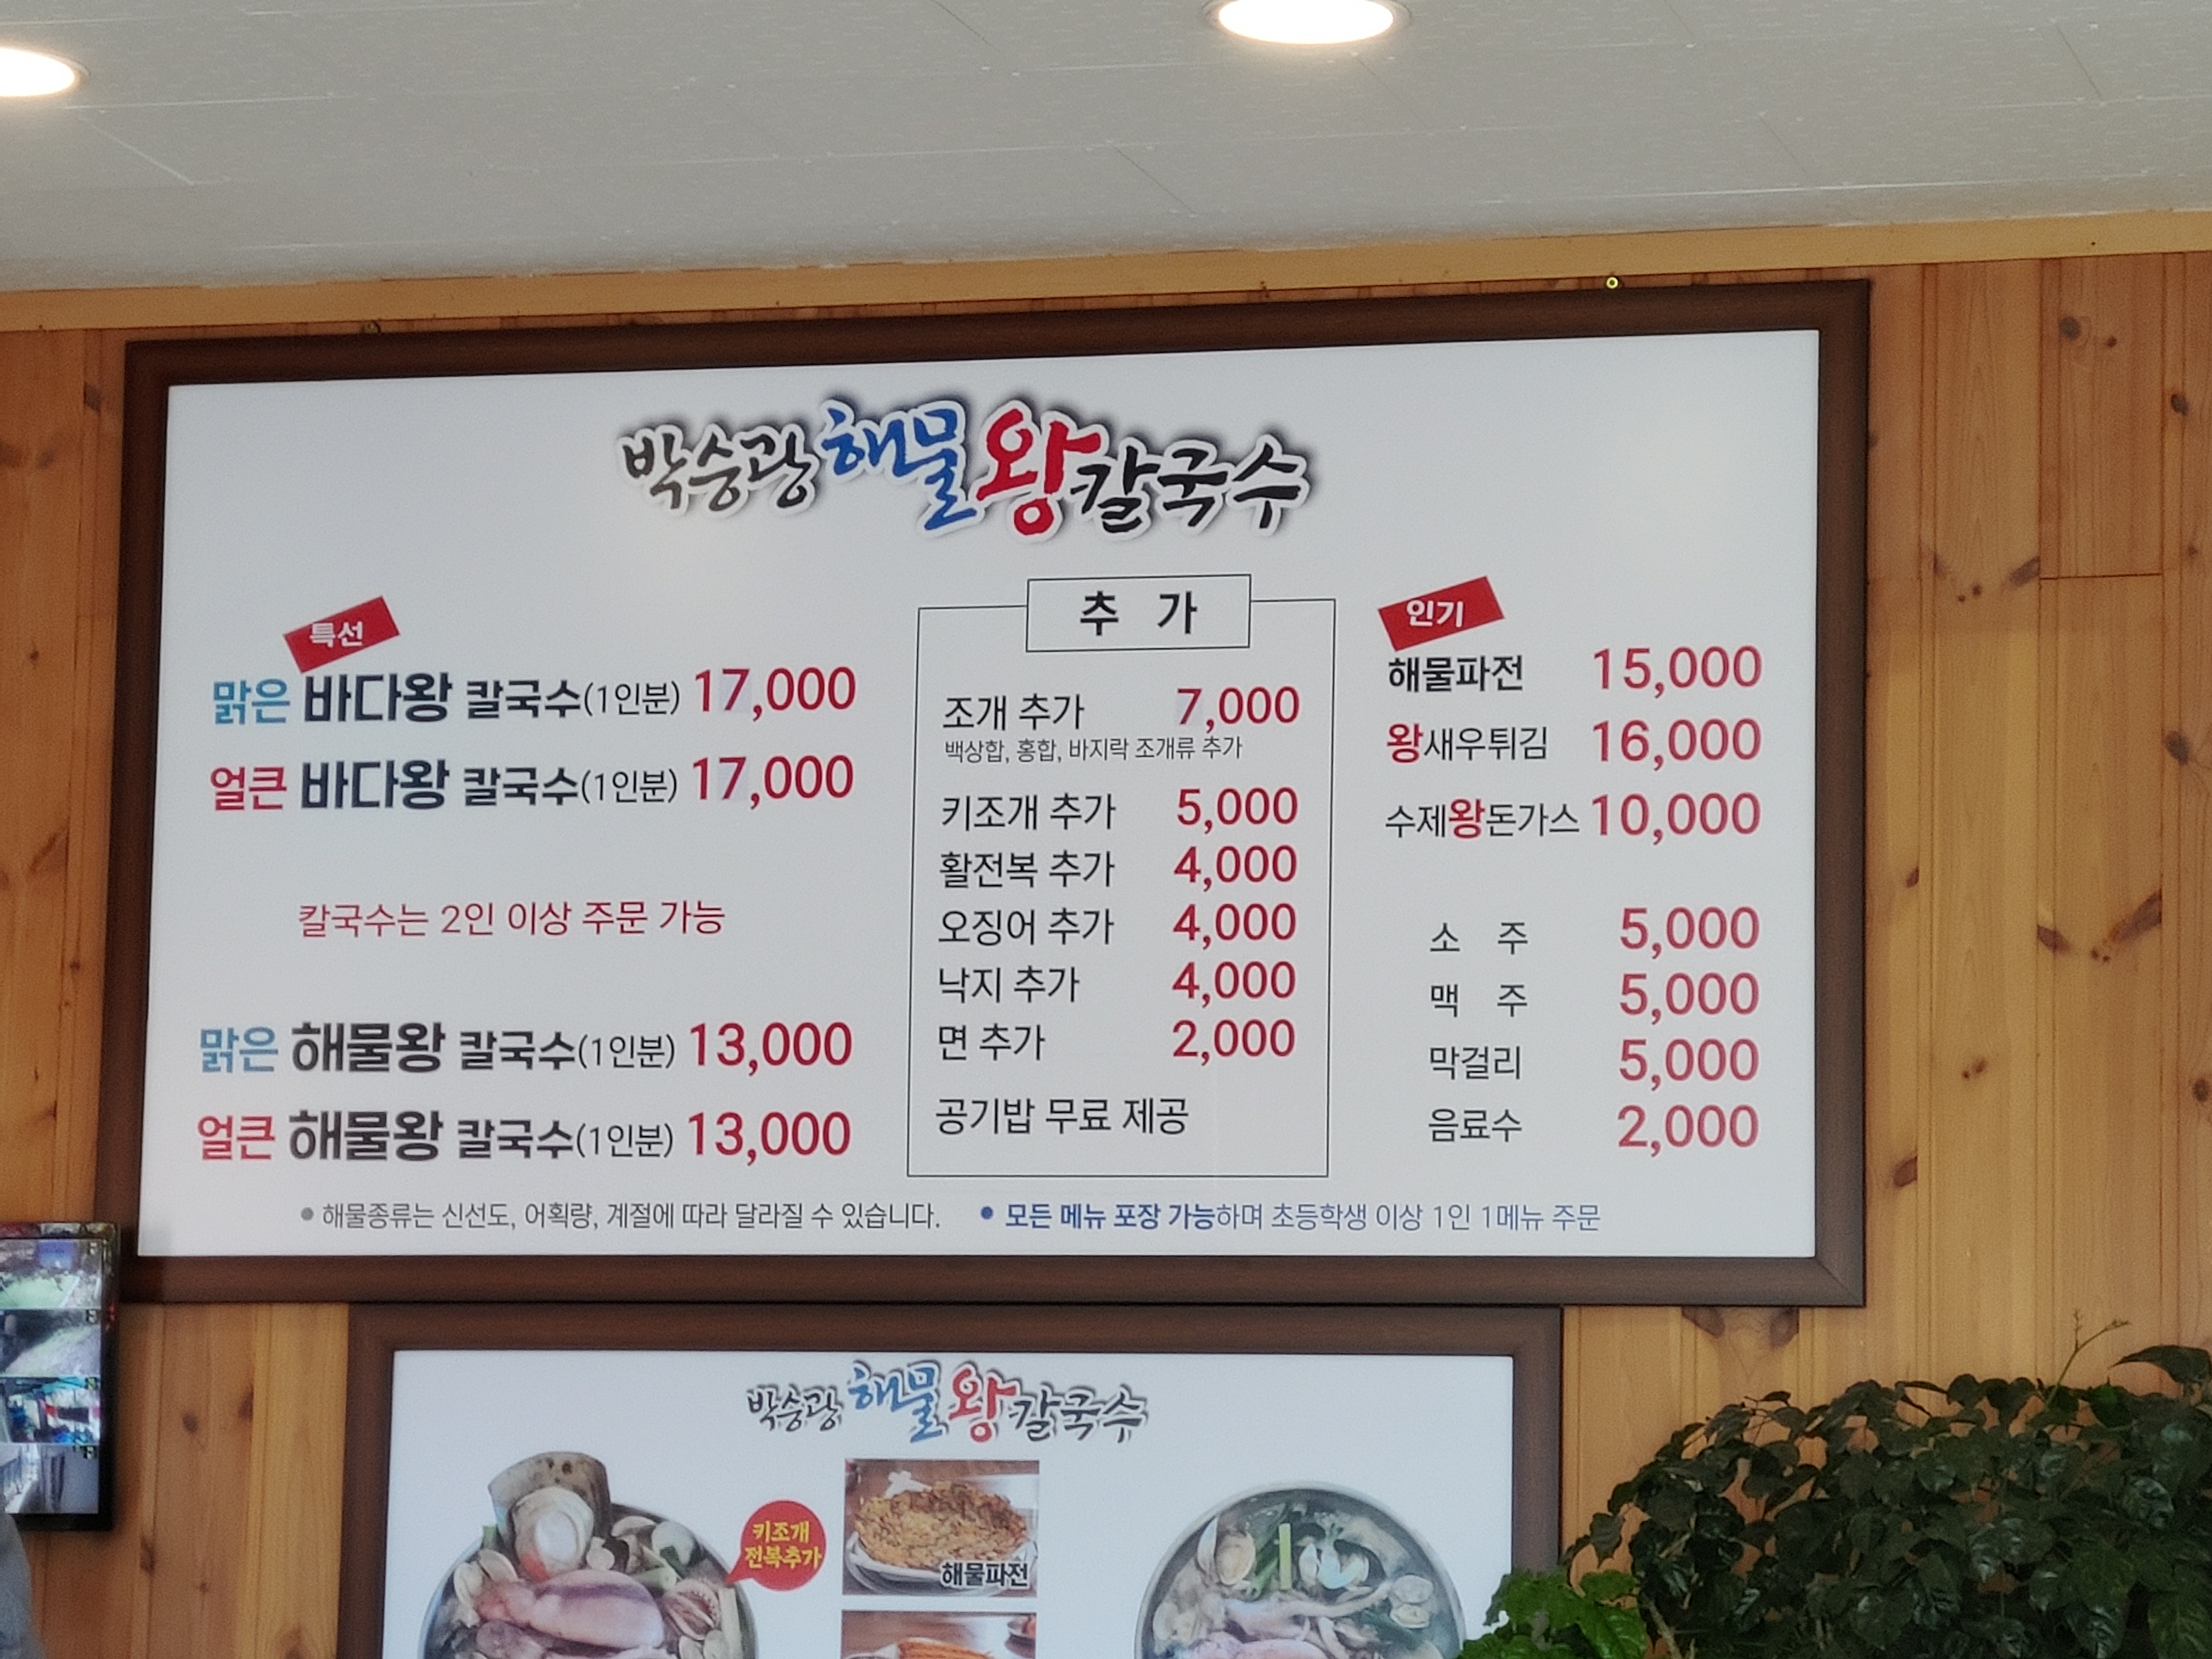 박승광 해물 왕 칼국수
특선
맑은 바다왕 칼국수(1인분) 17,000
얼큰 바다왕 칼국수(1인분) 17,000
칼국수는 2인 이상 주문 가능
맑은 해물왕 칼국수(1인분) 13,000
얼큰 해물왕 칼국수(1인분) 13,000
추 가
조개 추가 7,000
백상합, 홍합, 바지락 조개류 추가
키조개 추가 5,000
활전복 추가 4,000
오징어 추가 4,000
낙지 추가 4,000
면 추가 2,000
공기밥 무료 제공
인기
해물파전 15,000
왕새우튀김 16,000
수제왕돈가스 10,000
소 주 5,000
맥 주 5,000
막걸리 5,000
음료수 2,000
● 해물종류는 신선도, 어획량, 계절에 따라 달라질 수 있습니다.
● 모든 메뉴 포장 가능하며 초등학생 이상 1인 1메뉴 주문
박승광 해물 왕 칼국수
키조개
전복추가
해물파전